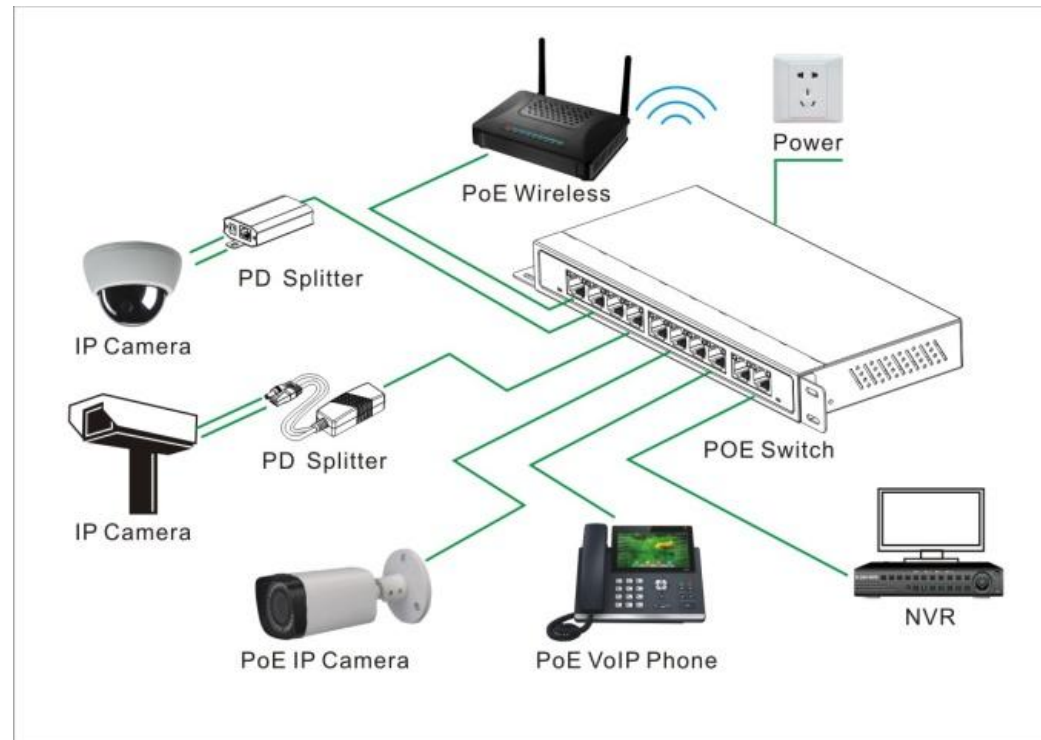 Power
PoE Wireless
PD Splitter
IP Camera
POE Switch
PD Splitter
IP Camera
NVR
PoE IP Camera
PoE VoIP Phone